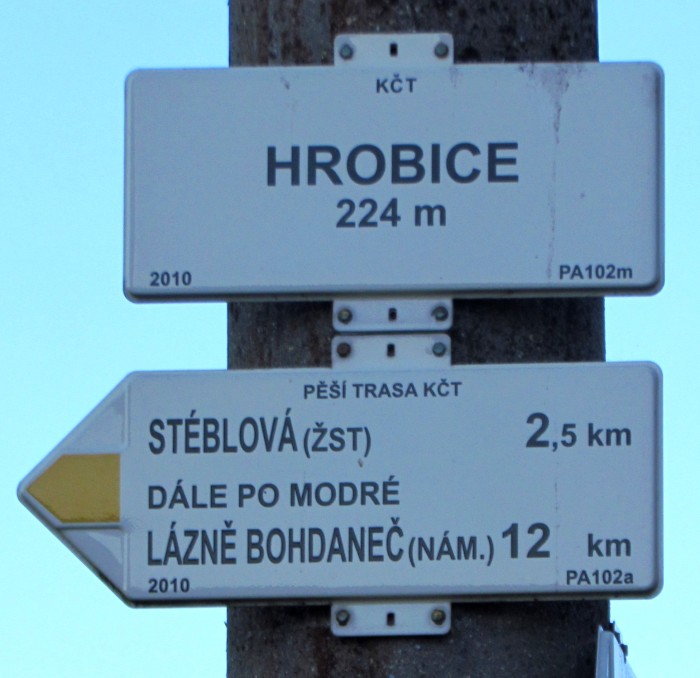 KČT
HROBICE
224 m
2010 PA102m
PĚŠÍ TRASA KČT
STÉBLOVÁ (ŽST) 2,5 km
DÁLE PO MODRÉ
LÁZNĚ BOHDANEČ (NÁM.) 12 km
2010 PA102a